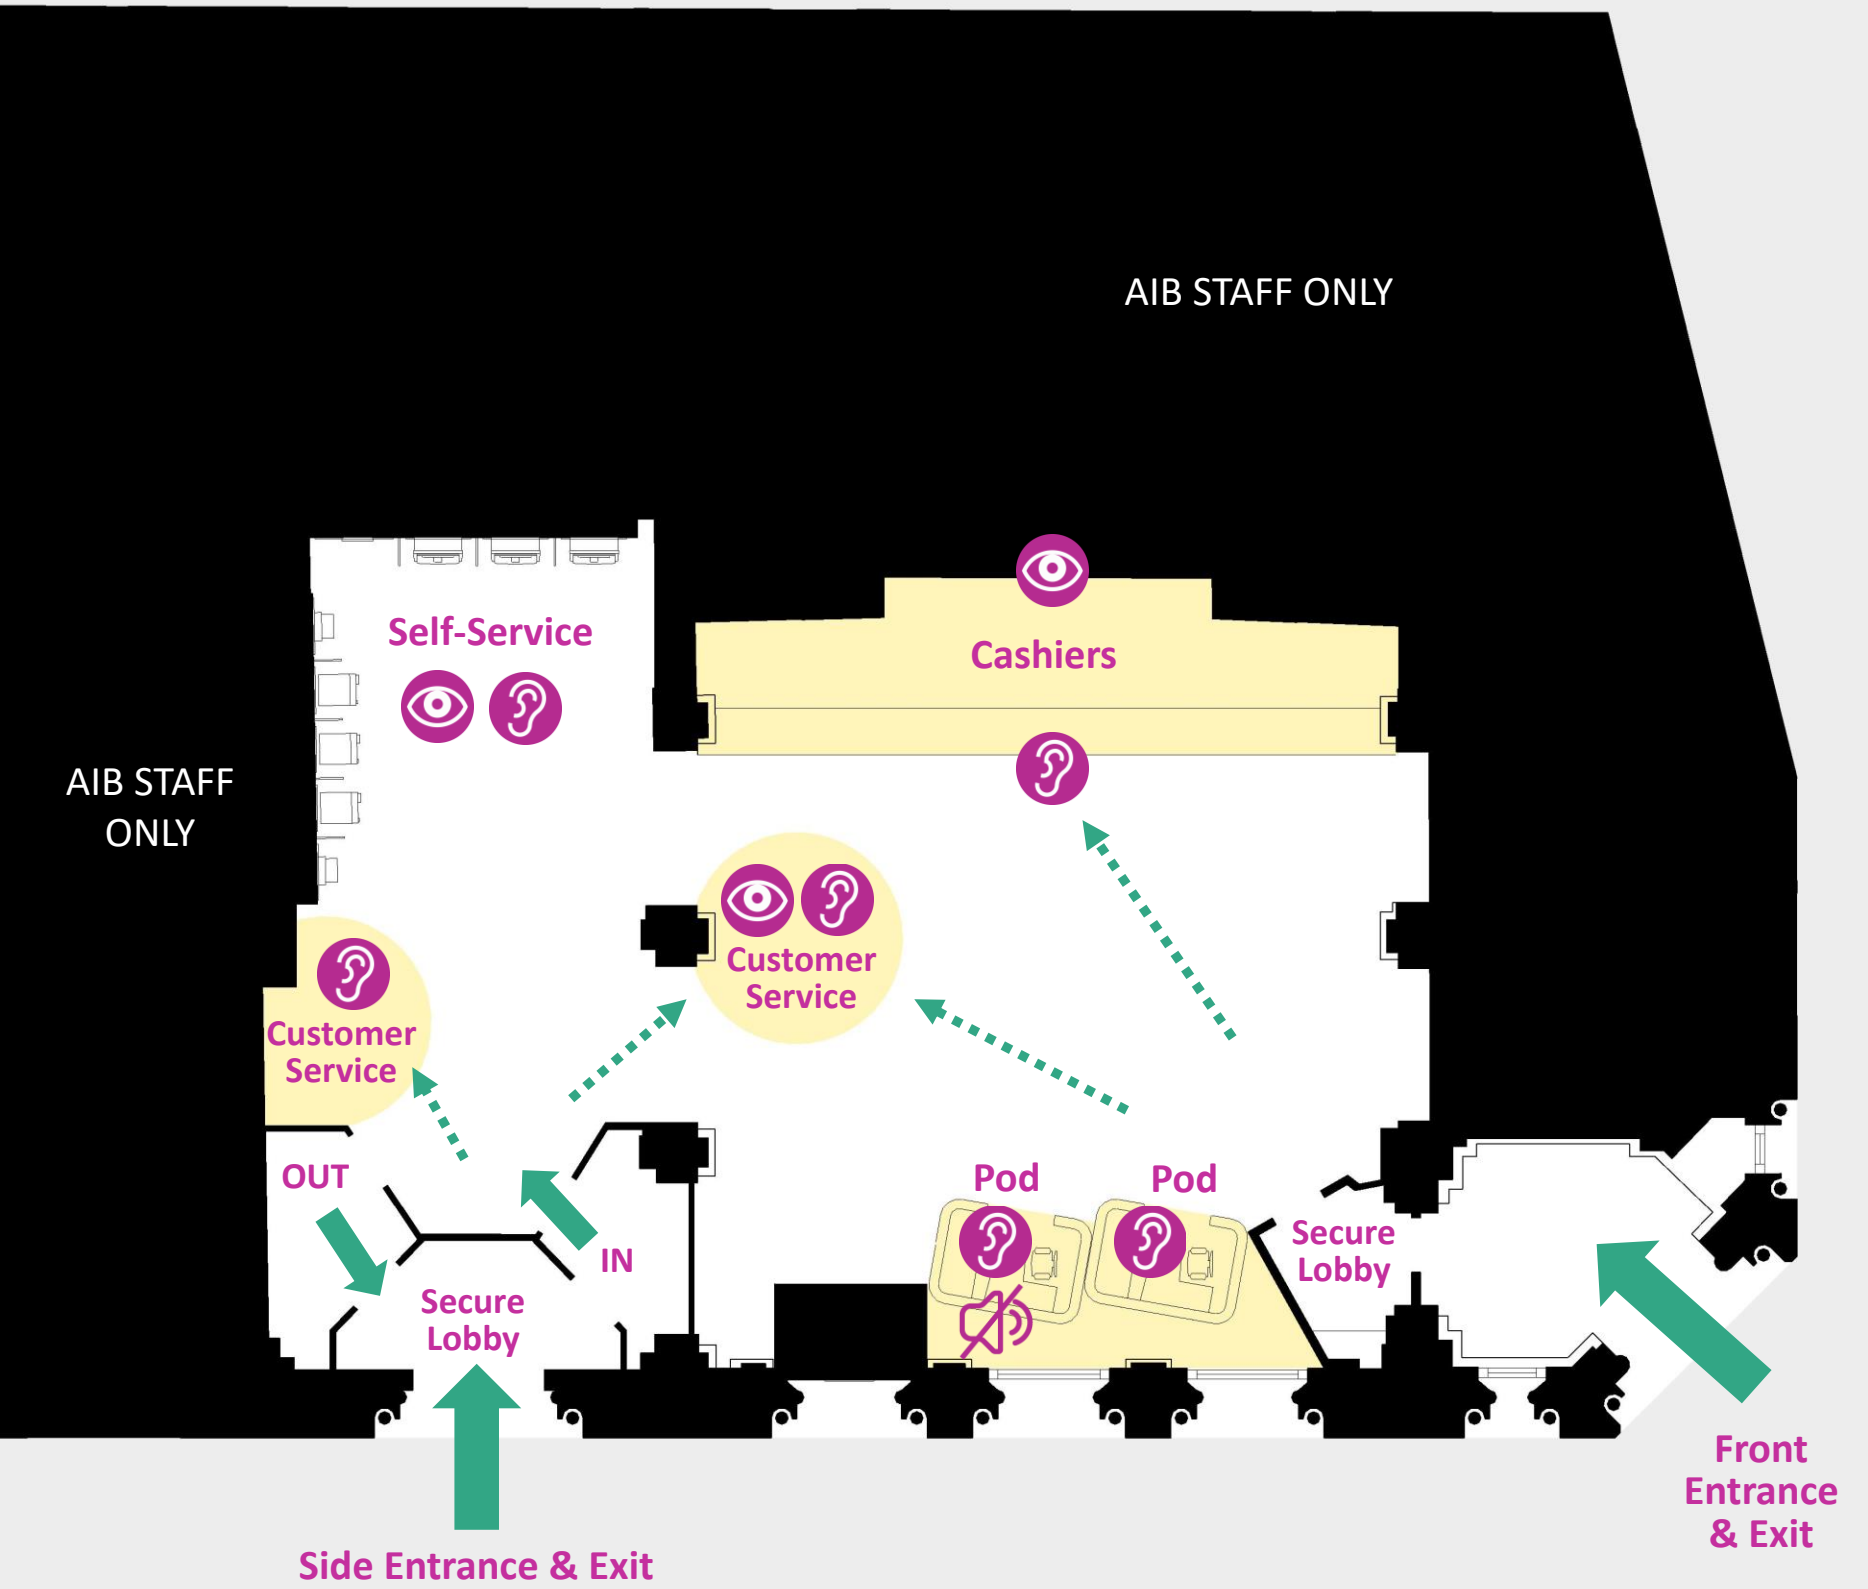 AIB STAFF ONLY
Self-Service
Cashiers
AIB STAFF
ONLY
Customer
Service
Customer
Service
OUT
IN
Secure
Lobby
Pod
Pod
Secure
Lobby
Front
Entrance
& Exit
Side Entrance & Exit